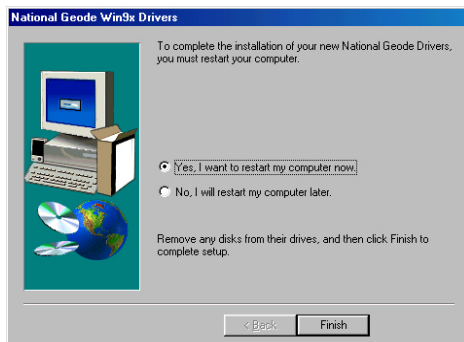 National Geode Win9x Drivers
To complete the installation of your new National Geode Drivers,
you must restart your computer.
Yes, I want to restart my computer now.
No, I will restart my computer later.
Remove any disks from their drives, and then click Finish to
complete setup.
< Back
Finish